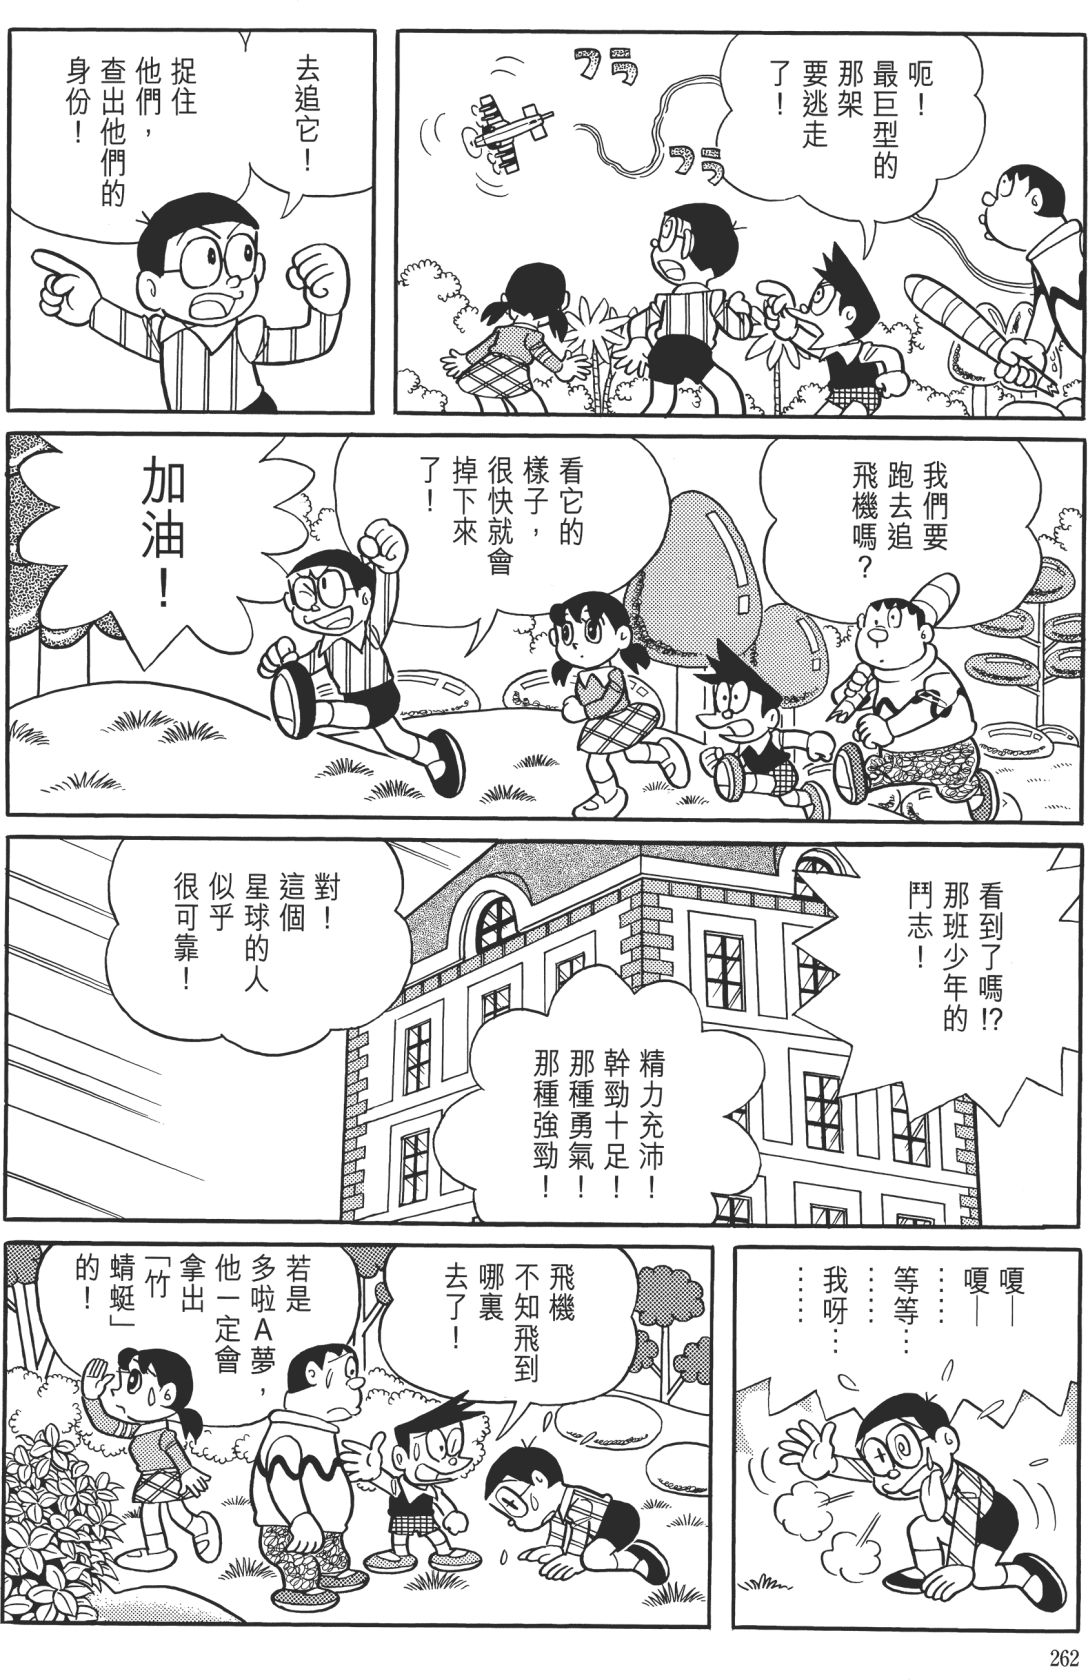 呃！
最巨型的
那架
要逃走
了！
フラ
フラ
去追它！
捉住
他們，
查出他們的
身份！
我們要
跑去追
飛機嗎？
看它的
樣子，
很快就會
掉下來
了！
加油！
看到了嗎!?
那班少年的
鬥志！
精力充沛！
幹勁十足！
那種勇氣！
那種強勁！
對！
這個
星球的人
似乎
很可靠！
嗄—
嗄—
……
等等…
……
我呀…
……
飛機
不知飛到
哪裏
去了！
若是
多啦A夢，
他一定會
拿出
「竹
蜻蜓」
的！
262